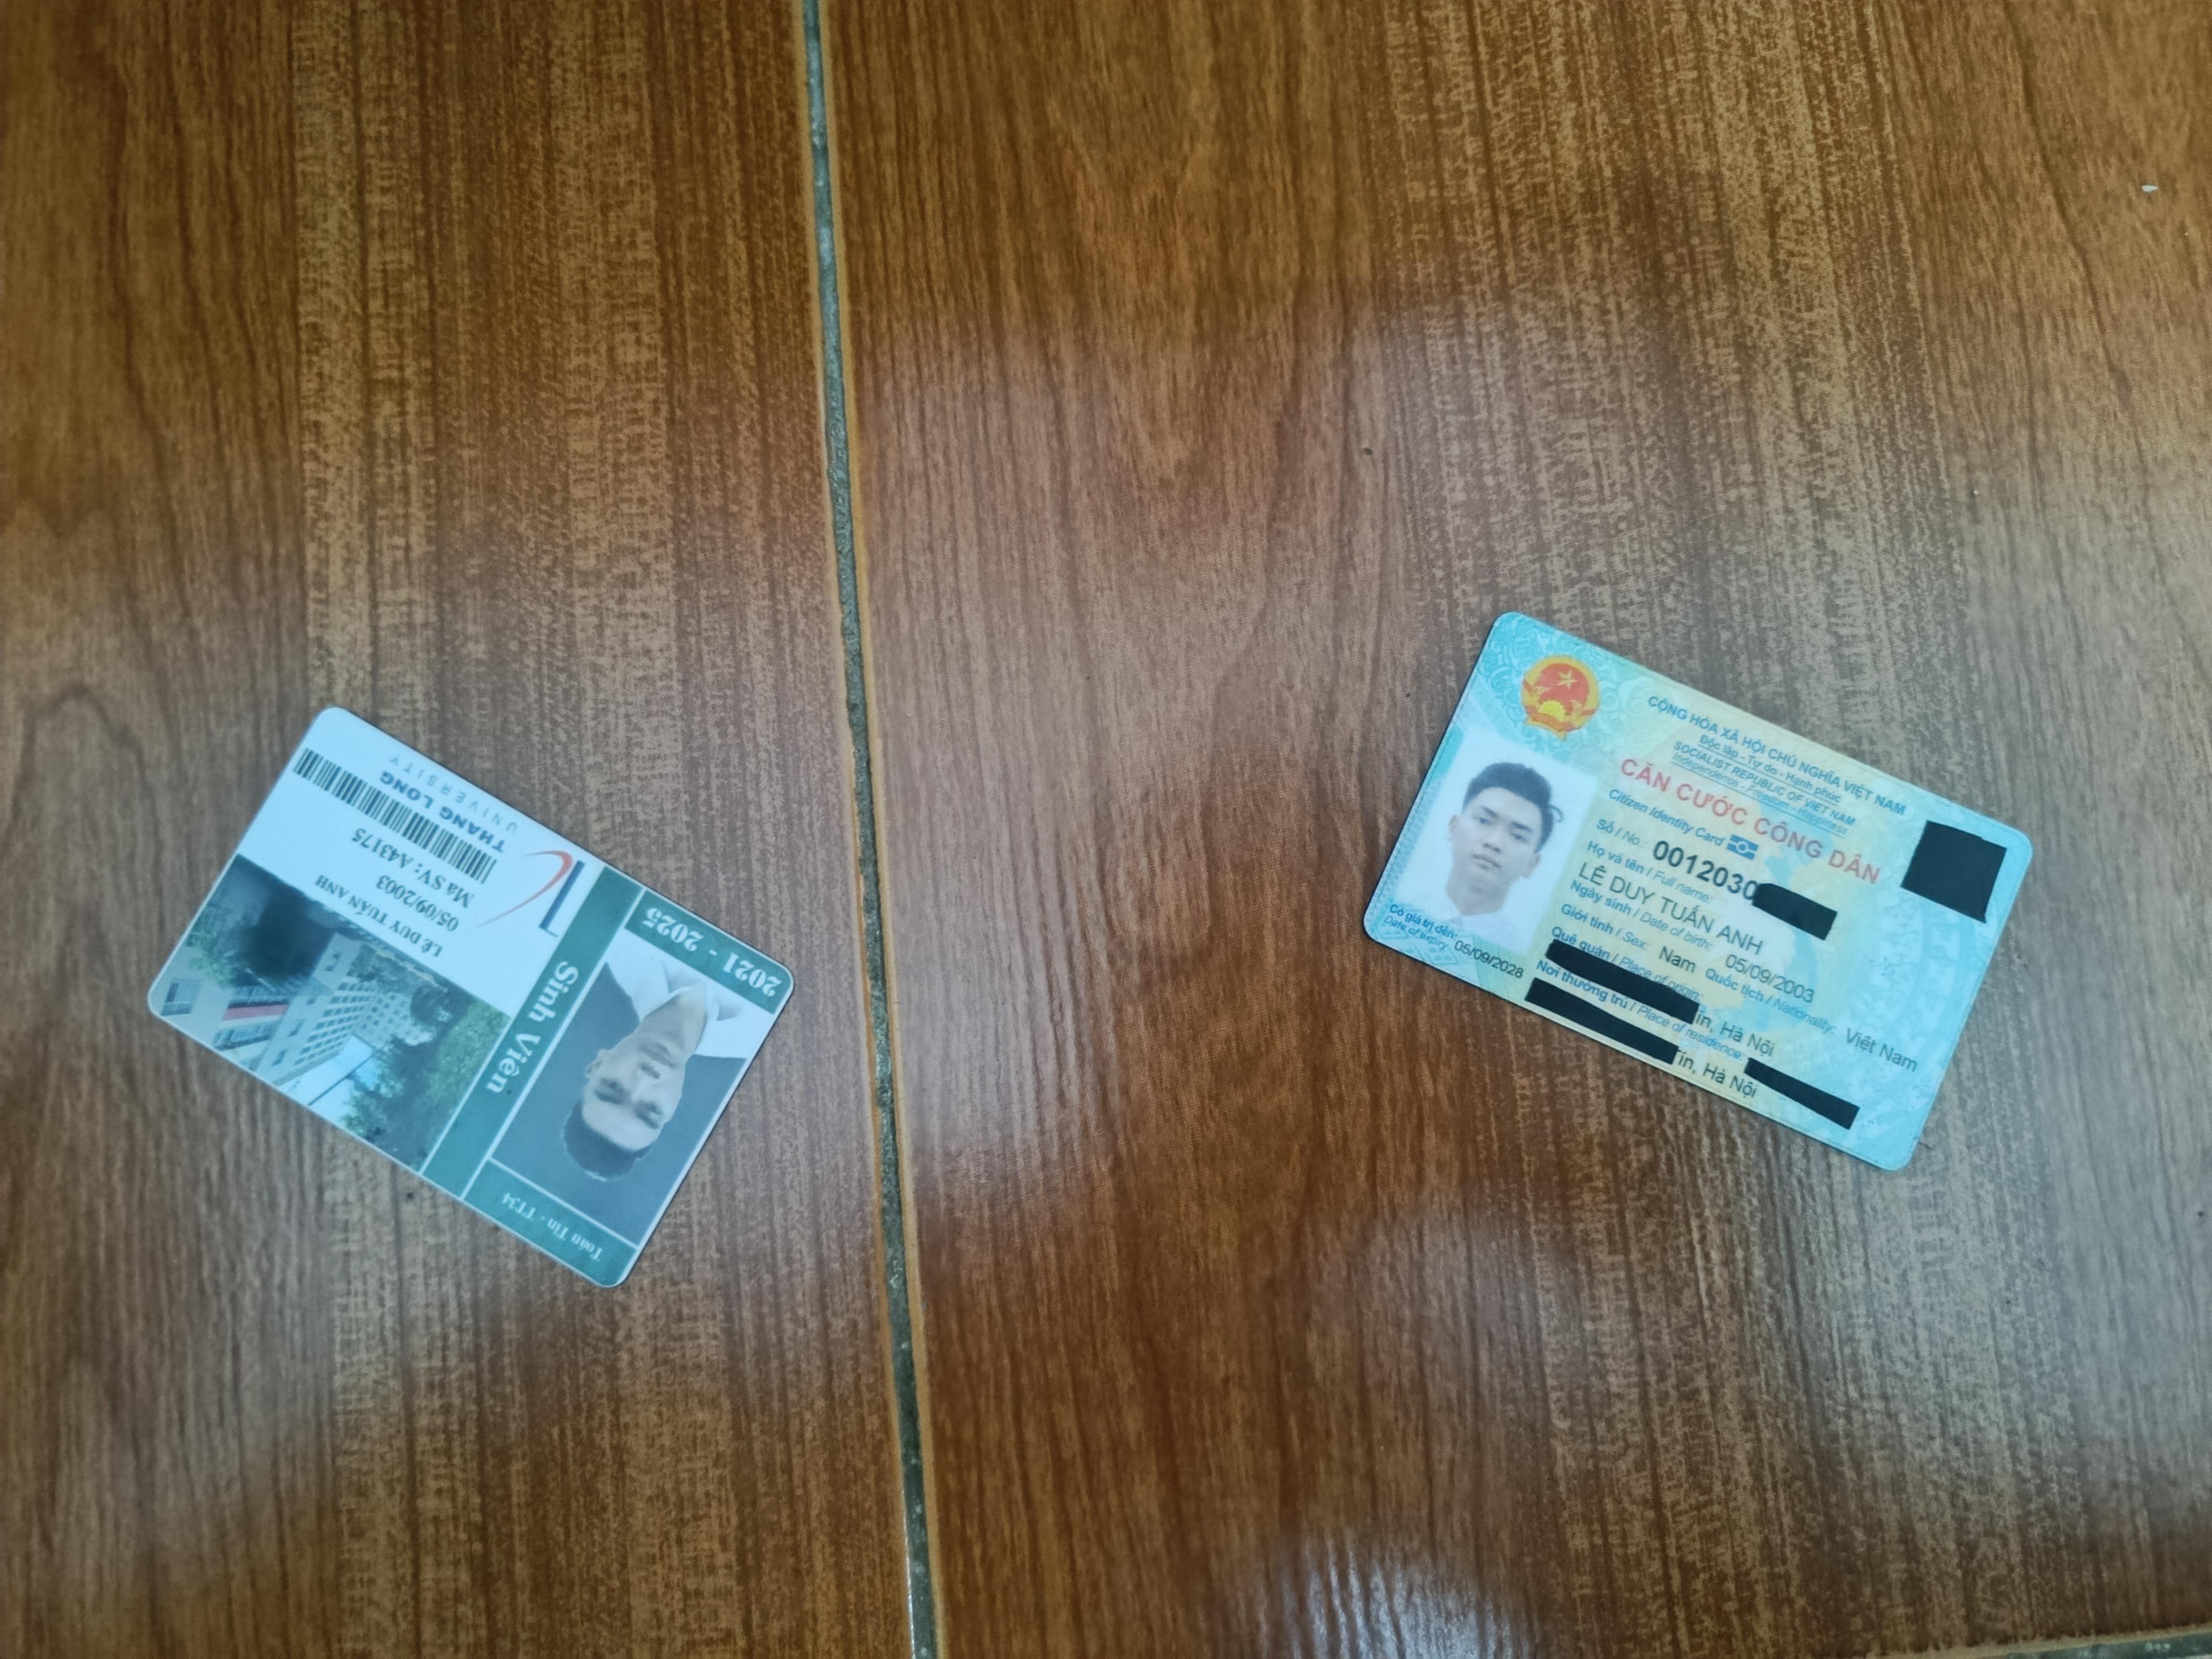 THANG LONG
UNIVERSITY
LÊ DUY TUẤN ANH
05/09/2003
Mã SV: A43175
Sinh Viên
2021 - 2025
Toán Tin - TT34
CỘNG HÒA XÃ HỘI CHỦ NGHĨA VIỆT NAM
Độc lập - Tự do - Hạnh phúc
SOCIALIST REPUBLIC OF VIET NAM
Independence - Freedom - Happiness
CĂN CƯỚC CÔNG DÂN
Citizen Identity Card
Số / No.: 0012030
Họ và tên / Full name:
LÊ DUY TUẤN ANH
Ngày sinh / Date of birth: 05/09/2003
Giới tính / Sex: Nam Quốc tịch / Nationality: Việt Nam
Quê quán / Place of origin:
Tín, Hà Nội
Nơi thường trú / Place of residence:
Tín, Hà Nội
Có giá trị đến: 05/09/2028
Date of expiry